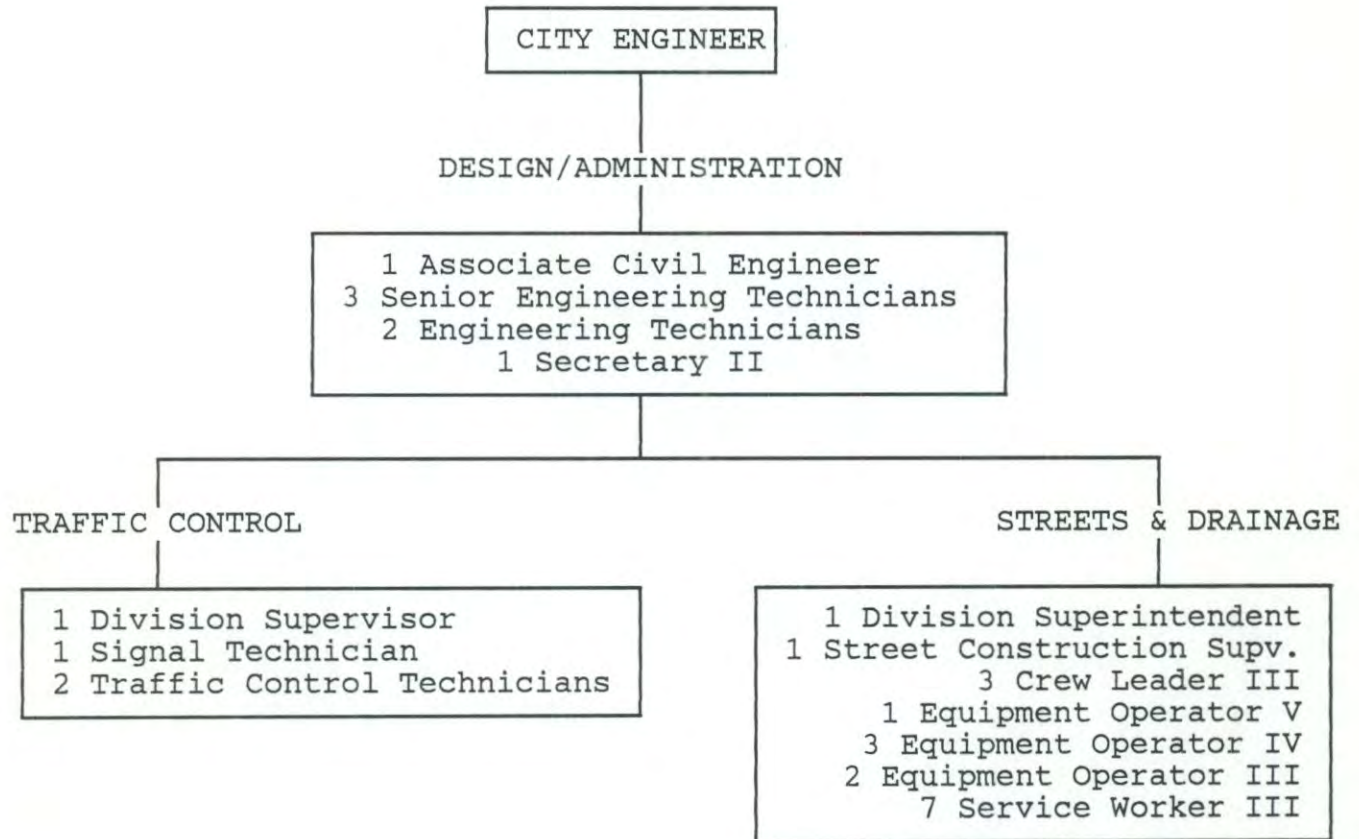 CITY ENGINEER
DESIGN/ADMINISTRATION
1 Associate Civil Engineer
3 Senior Engineering Technicians
2 Engineering Technicians
1 Secretary II
TRAFFIC CONTROL
1 Division Supervisor
1 Signal Technician
2 Traffic Control Technicians
STREETS & DRAINAGE
1 Division Superintendent
1 Street Construction Supv.
3 Crew Leader III
1 Equipment Operator V
3 Equipment Operator IV
2 Equipment Operator III
7 Service Worker III